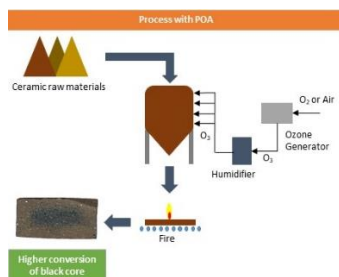 Process with POA
Ceramic raw materials
O₂ or Air
O₂
Ozone
Generator
O₃
Humidifier
Fire
Higher conversion
of black core